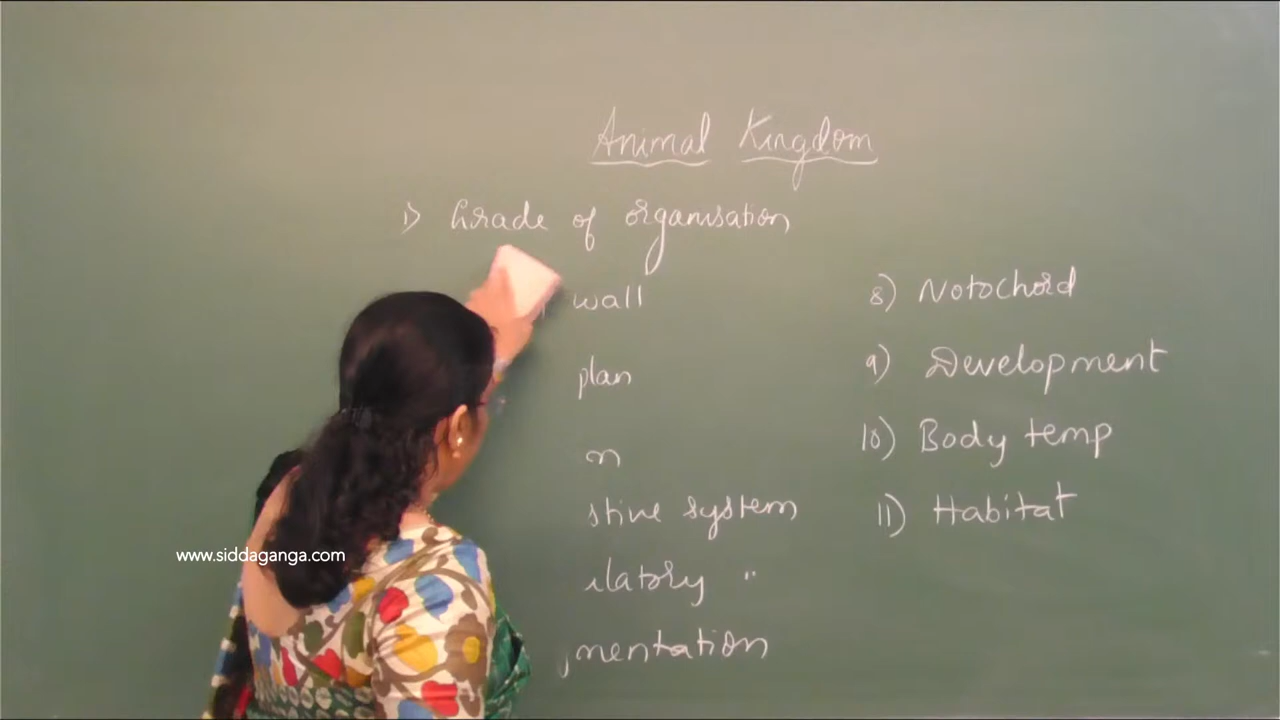 Animal Kingdom
1) Grade of organisation
wall
plan
n
stive system
ulatory "
mentation
8) Notochord
9) Development
10) Body temp
11) Habitat
www.siddaganga.com